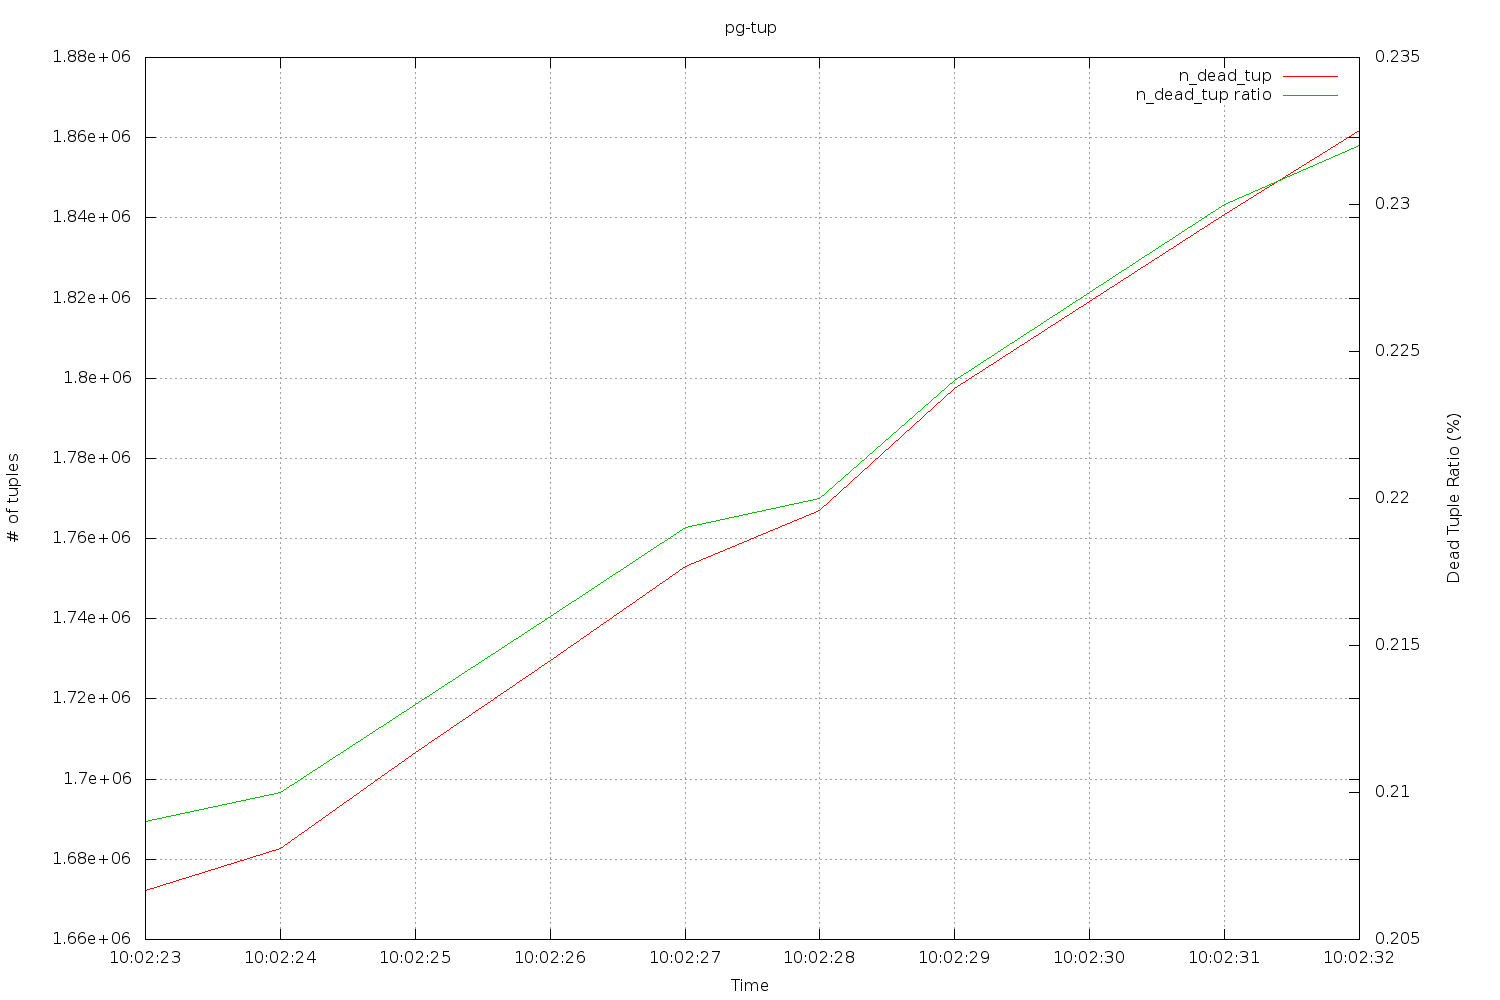 pg-tup
n_dead_tup
n_dead_tup ratio
1.88e+06
1.86e+06
1.84e+06
1.82e+06
1.8e+06
1.78e+06
1.76e+06
1.74e+06
1.72e+06
1.7e+06
1.68e+06
1.66e+06
# of tuples
0.235
0.23
0.225
0.22
0.215
0.21
0.205
Dead Tuple Ratio (%)
10:02:23 10:02:24 10:02:25 10:02:26 10:02:27 10:02:28 10:02:29 10:02:30 10:02:31 10:02:32
Time